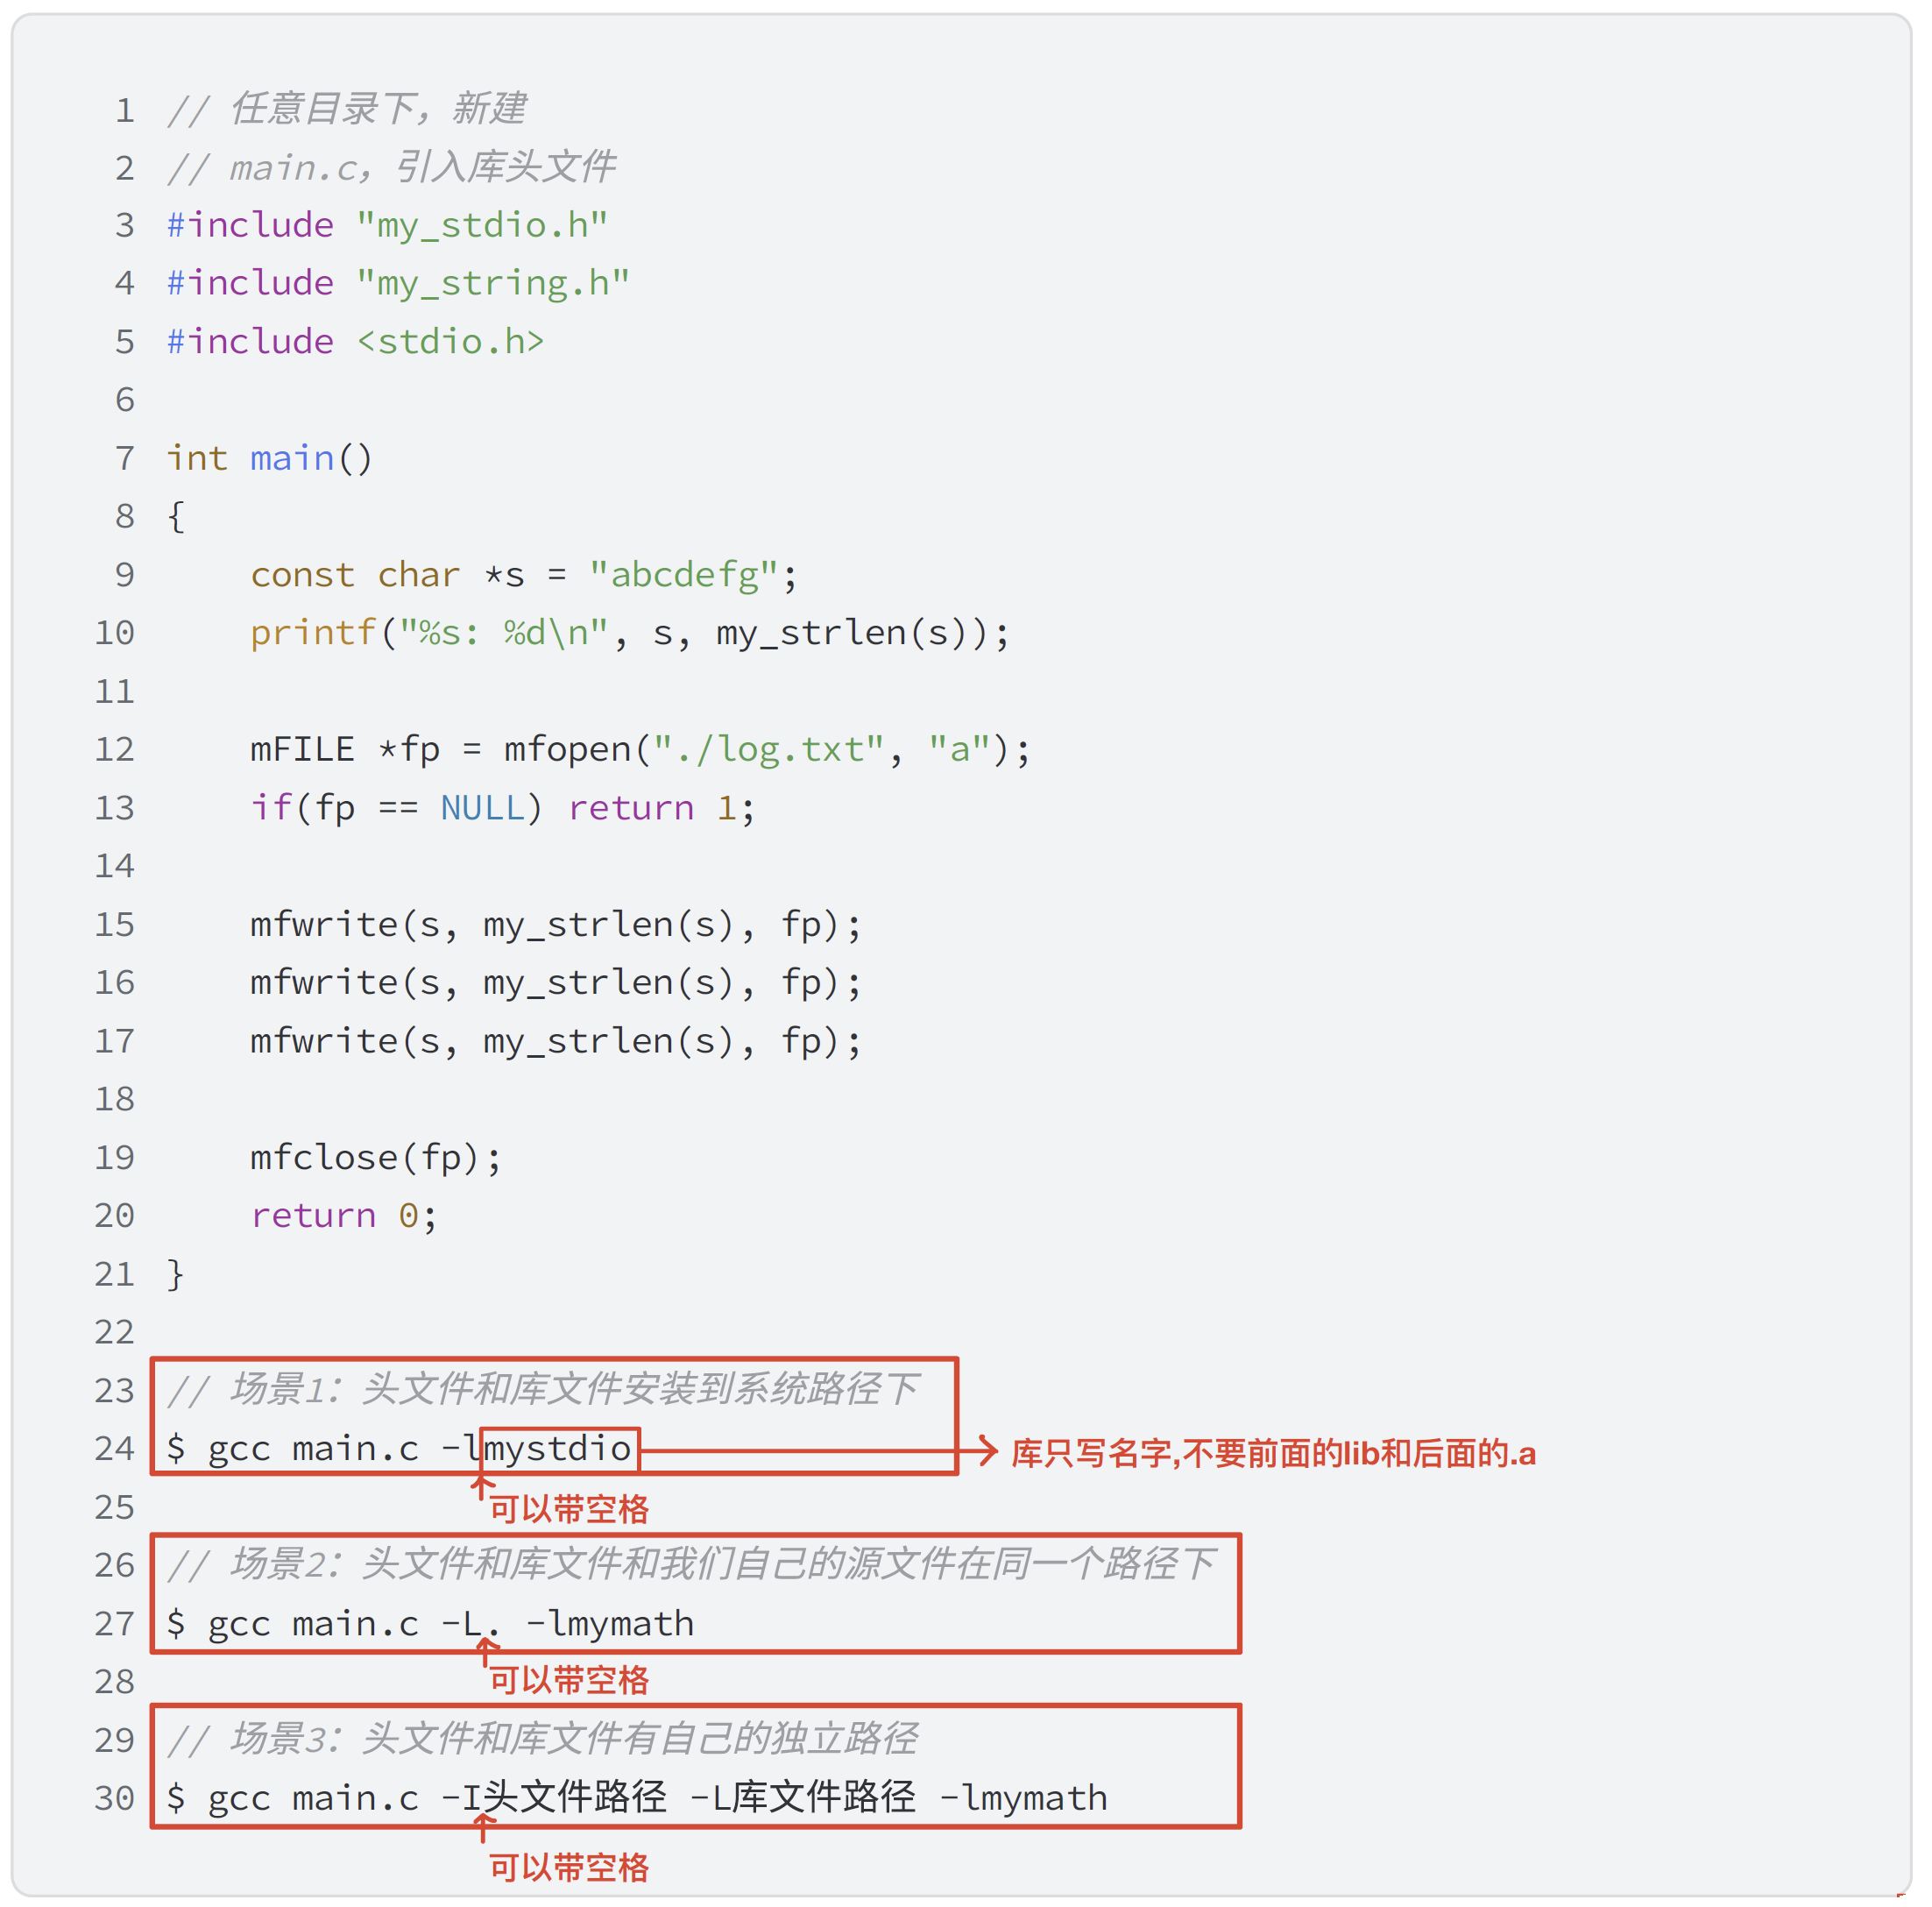 1 // 任意目录下，新建
2 // main.c，引入库头文件
3 #include "my_stdio.h"
4 #include "my_string.h"
5 #include <stdio.h>
6
7 int main()
8 {
9     const char *s = "abcdefg";
10     printf("%s: %d\n", s, my_strlen(s));
11
12     mFILE *fp = mfopen("./log.txt", "a");
13     if(fp == NULL) return 1;
14
15     mfwrite(s, my_strlen(s), fp);
16     mfwrite(s, my_strlen(s), fp);
17     mfwrite(s, my_strlen(s), fp);
18
19     mfclose(fp);
20     return 0;
21 }
22
23 // 场景1：头文件和库文件安装到系统路径下
24 $ gcc main.c -lmystdio 库只写名字,不要前面的lib和后面的.a
25 可以带空格
26 // 场景2：头文件和库文件和我们自己的源文件在同一个路径下
27 $ gcc main.c -L. -lmymath
28 可以带空格
29 // 场景3：头文件和库文件有自己的独立路径
30 $ gcc main.c -I头文件路径 -L库文件路径 -lmymath
可以带空格